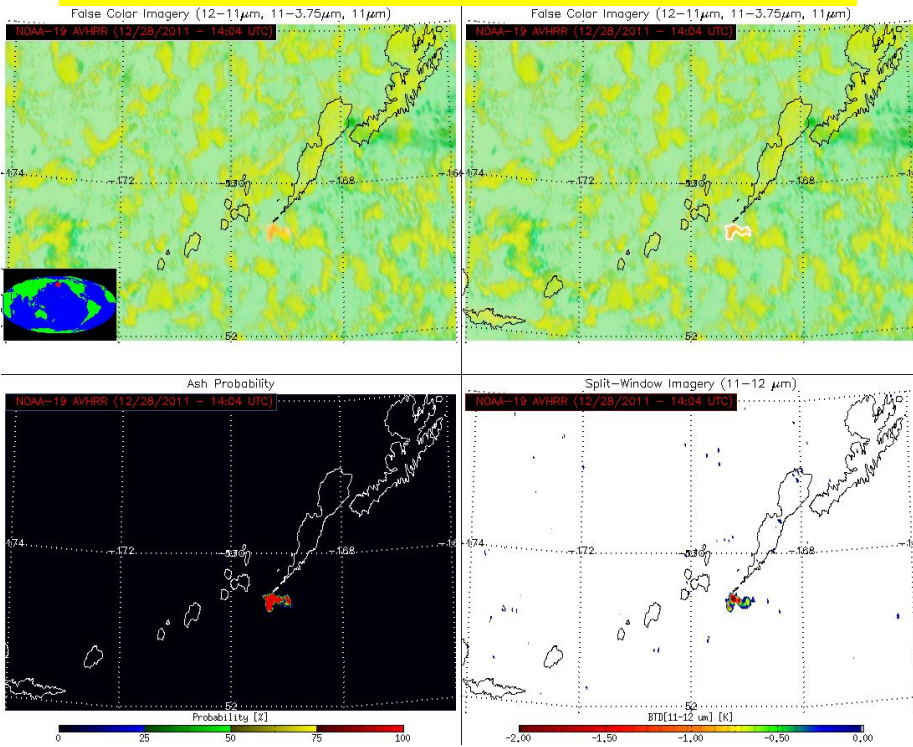 False Color Imagery (12-11μm, 11-3.75μm, 11μm)
NOAA-19 AVHRR (12/28/2011 - 14:04 UTC)
-174
-172
-168
52
False Color Imagery (12-11μm, 11-3.75μm, 11μm)
NOAA-19 AVHRR (12/28/2011 - 14:04 UTC)
-174
-172
-168
-16
52
Ash Probability
NOAA-19 AVHRR (12/28/2011 - 14:04 UTC)
-174
-172
-168
52
Probability [%]
0 25 50 75 100
Split-Window Imagery (11-12 μm)
NOAA-19 AVHRR (12/28/2011 - 14:04 UTC)
-172
-168
52
BTD[11-12 um] [K]
-2.00 -1.50 -1.00 -0.50 0.00